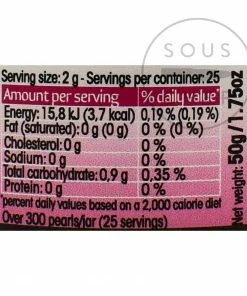 SOUS
Serving size: 2 g - Servings per container: 25
Amount per serving % daily value*
Energy: 15,8 kJ (3,7 kcal) 0,19 % (0,19 %)
Fat (saturated): 0 g (0 g) 0 % (0 %)
Cholesterol: 0 g 0 %
Sodium: 0 g 0 %
Total carbohydrate: 0,9 g 0,35 %
Protein: 0 g 0 %
*percent daily values based on a 2,000 calorie diet
Over 300 pearls/jar (25 servings)
50g / 1.75oz